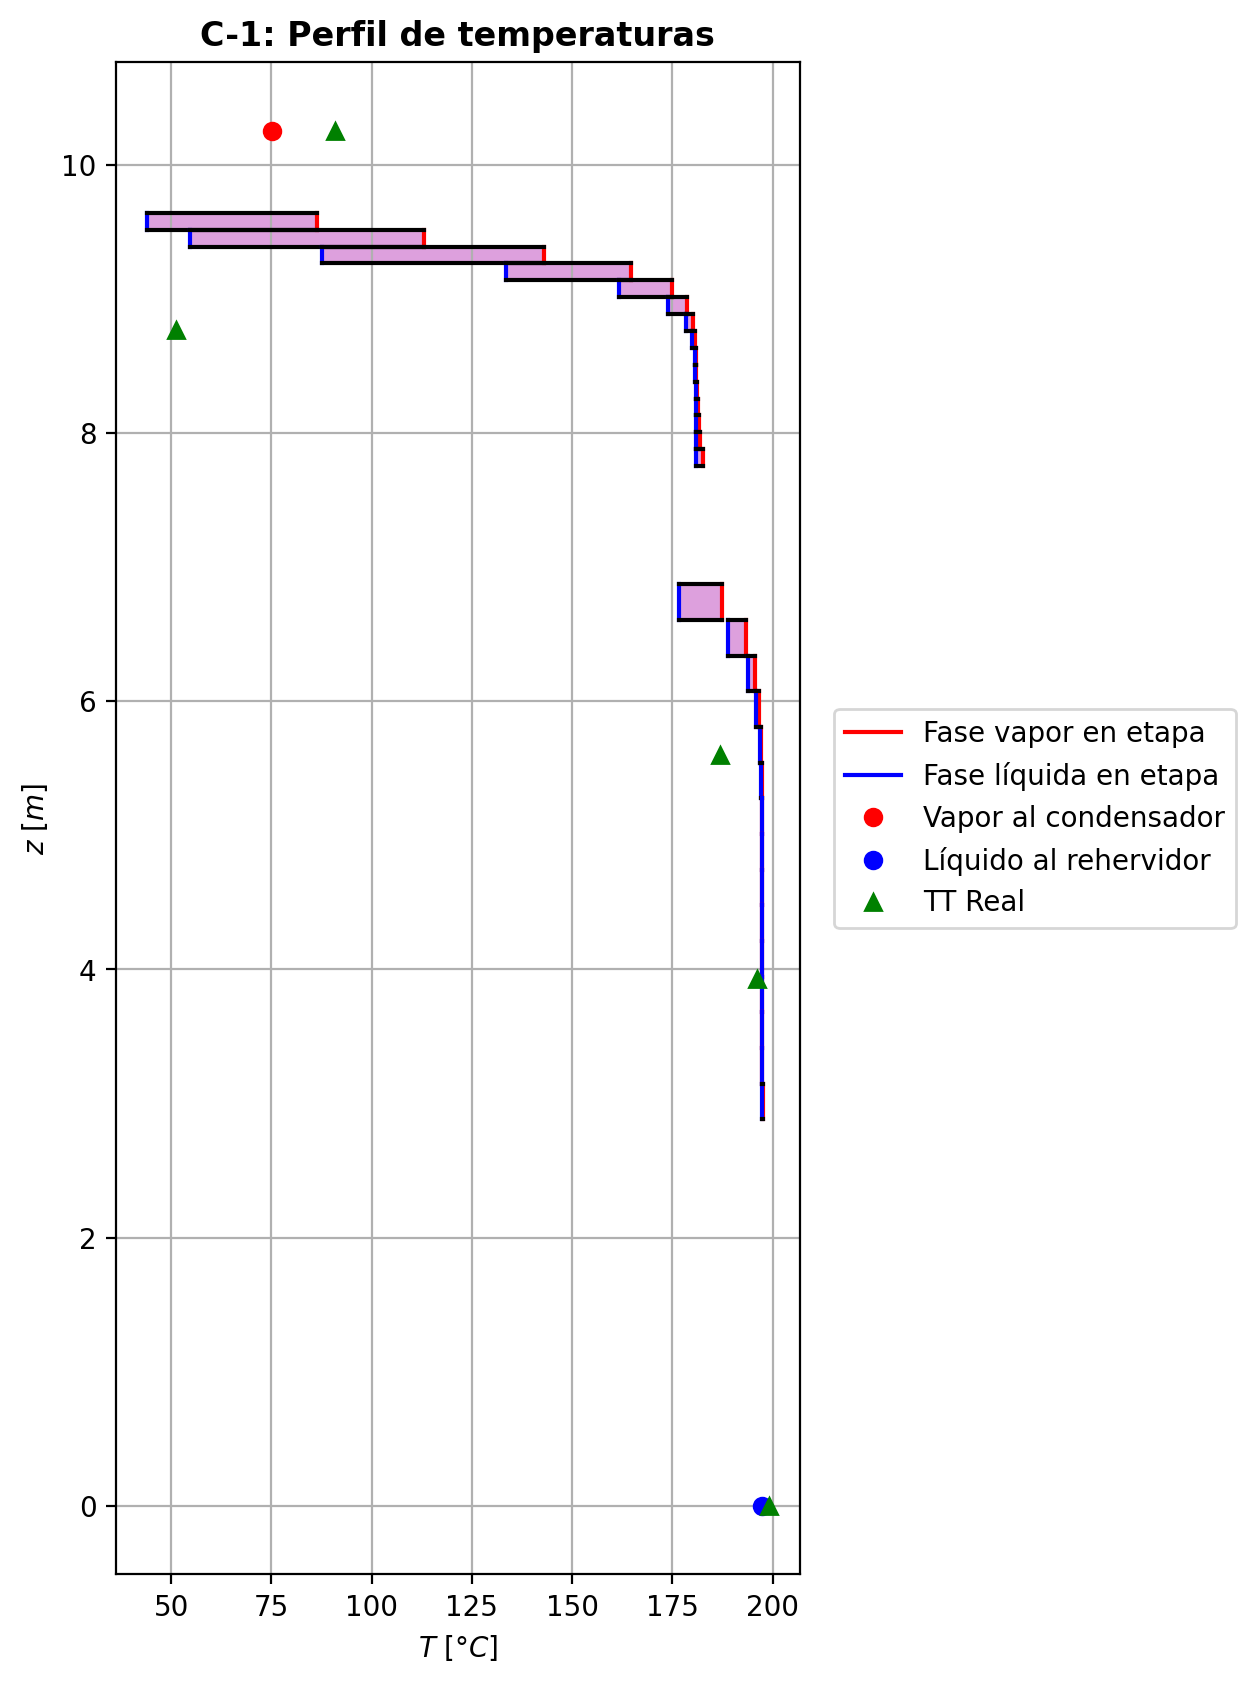 C-1: Perfil de temperaturas
10
8
6
4
2
0
z [m]
50 75 100 125 150 175 200
T [°C]
Fase vapor en etapa
Fase líquida en etapa
Vapor al condensador
Líquido al rehervidor
TT Real